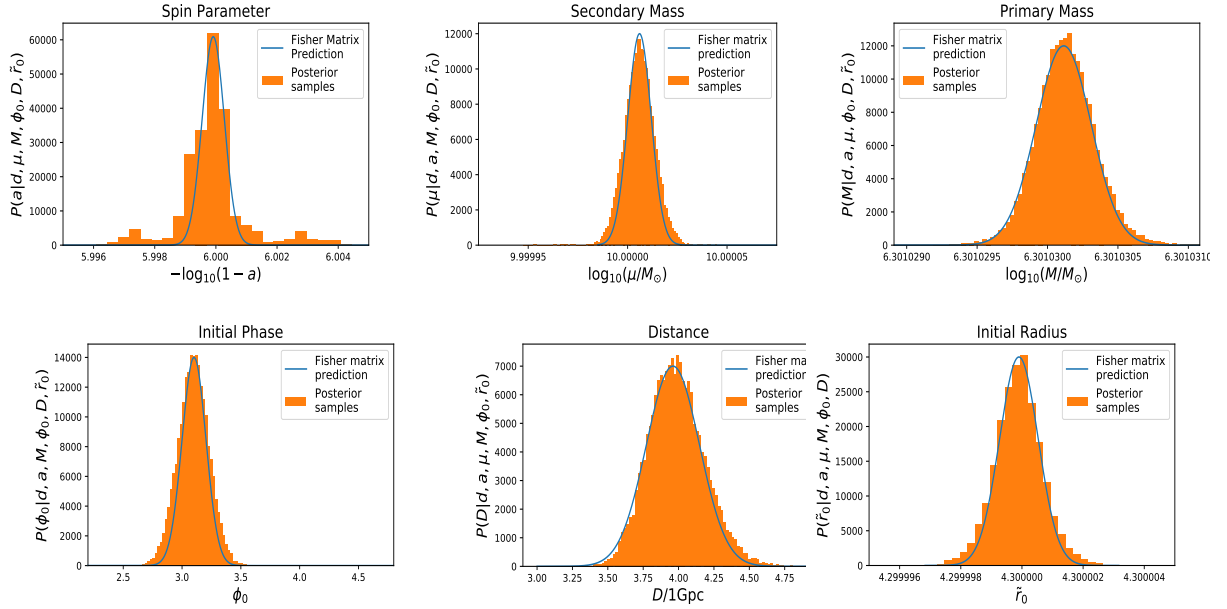 Spin Parameter
P(a|d, μ, M, ϕ₀, D, r̃₀)
60000
50000
40000
30000
20000
10000
0
Fisher Matrix
Prediction
Posterior
samples
5.996 5.998 6.000 6.002 6.004
−log₁₀(1 − a)
Secondary Mass
P(μ|d, a, M, ϕ₀, D, r̃₀)
12000
10000
8000
6000
4000
2000
0
Fisher matrix
prediction
Posterior
samples
9.99995 10.00000 10.00005
log₁₀(μ/M⊙)
Primary Mass
P(M|d, a, μ, ϕ₀, D, r̃₀)
12000
10000
8000
6000
4000
2000
0
Fisher matrix
prediction
Posterior
samples
6.3010290 6.3010295 6.3010300 6.3010305 6.3010310
log₁₀(M/M⊙)
Initial Phase
P(ϕ₀|d, a, M, ϕ₀, D, r̃₀)
14000
12000
10000
8000
6000
4000
2000
0
Fisher matrix
prediction
Posterior
samples
2.5 3.0 3.5 4.0 4.5
ϕ₀
Distance
P(D|d, a, μ, M, ϕ₀, r̃₀)
7000
6000
5000
4000
3000
2000
1000
0
Fisher matr
prediction
Posterior
samples
3.00 3.25 3.50 3.75 4.00 4.25 4.50 4.75
D/1Gpc
Initial Radius
P(r̃₀|d, a, μ, M, ϕ₀, D)
30000
25000
20000
15000
10000
5000
0
Fisher matrix
prediction
Posterior
samples
4.299996 4.299998 4.300000 4.300002 4.300004
r̃₀